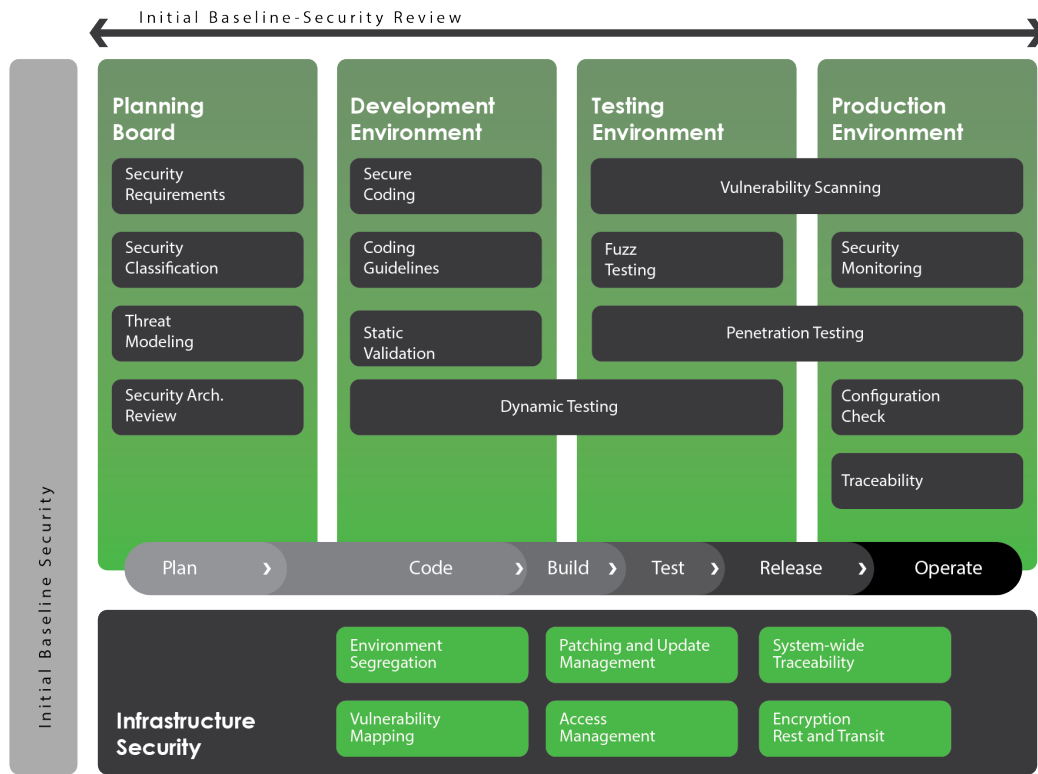 Initial Baseline-Security Review
Initial Baseline Security
Planning
Board
Security
Requirements
Security
Classification
Threat
Modeling
Security Arch.
Review
Development
Environment
Secure
Coding
Coding
Guidelines
Static
Validation
Dynamic Testing
Testing
Environment
Vulnerability Scanning
Fuzz
Testing
Penetration Testing
Production
Environment
Security
Monitoring
Configuration
Check
Traceability
Plan
Code
Build
Test
Release
Operate
Infrastructure
Security
Environment
Segregation
Patching and Update
Management
System-wide
Traceability
Vulnerability
Mapping
Access
Management
Encryption
Rest and Transit